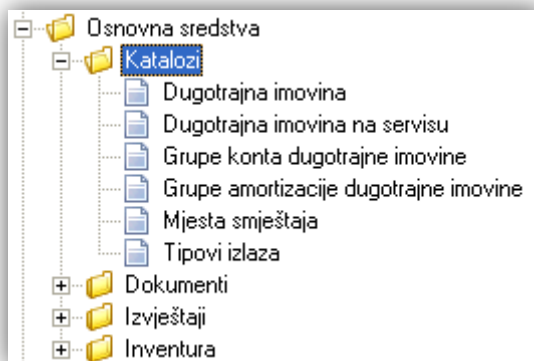 Osnovna sredstva
Katalozi
Dugotrajna imovina
Dugotrajna imovina na servisu
Grupe konta dugotrajne imovine
Grupe amortizacije dugotrajne imovine
Mjesta smještaja
Tipovi izlaza
Dokumenti
Izvještaji
Inventura